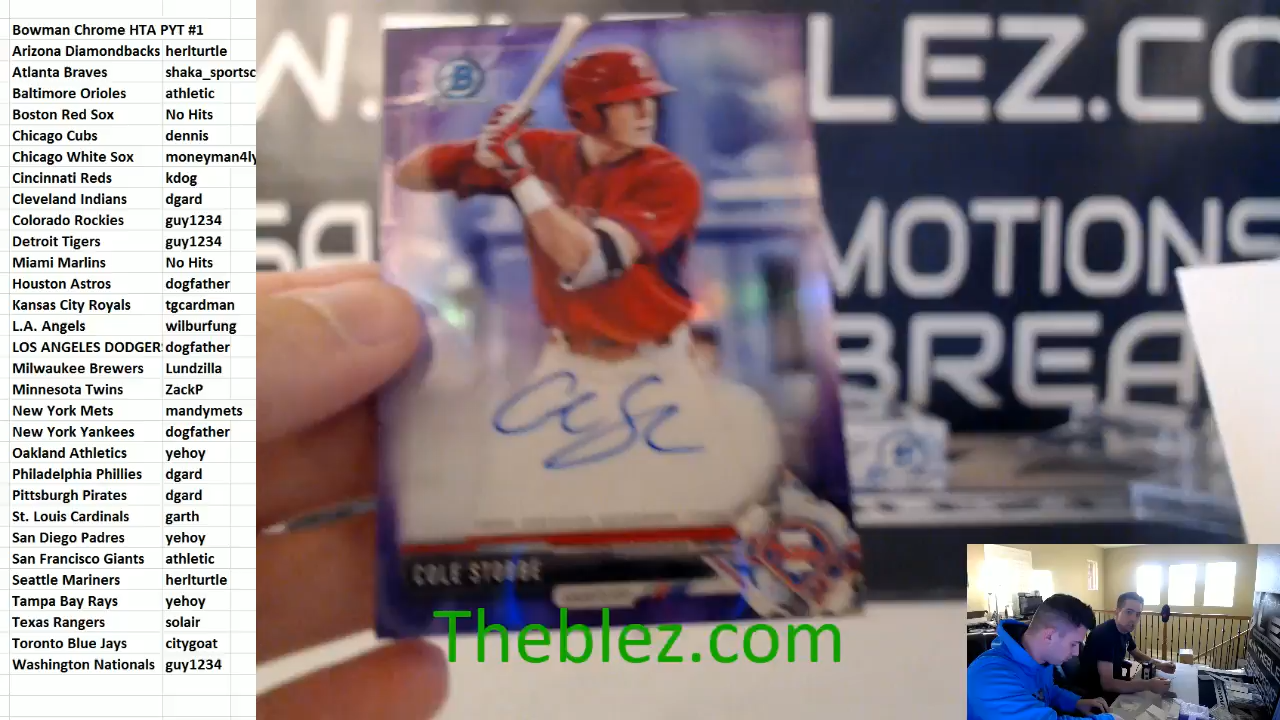 Bowman Chrome HTA PYT #1
Arizona Diamondbacks herlturtle
Atlanta Braves shaka_sportsc
Baltimore Orioles athletic
Boston Red Sox No Hits
Chicago Cubs dennis
Chicago White Sox moneyman4ly
Cincinnati Reds kdog
Cleveland Indians dgard
Colorado Rockies guy1234
Detroit Tigers guy1234
Miami Marlins No Hits
Houston Astros dogfather
Kansas City Royals tgcardman
L.A. Angels wilburfung
LOS ANGELES DODGERS dogfather
Milwaukee Brewers Lundzilla
Minnesota Twins ZackP
New York Mets mandymets
New York Yankees dogfather
Oakland Athletics yehoy
Philadelphia Phillies dgard
Pittsburgh Pirates dgard
St. Louis Cardinals garth
San Diego Padres yehoy
San Francisco Giants athletic
Seattle Mariners herlturtle
Tampa Bay Rays yehoy
Texas Rangers solair
Toronto Blue Jays citygoat
Washington Nationals guy1234
B
COLE STOBBE
LEZ.CO
MOTIONS
BREA
Theblez.com